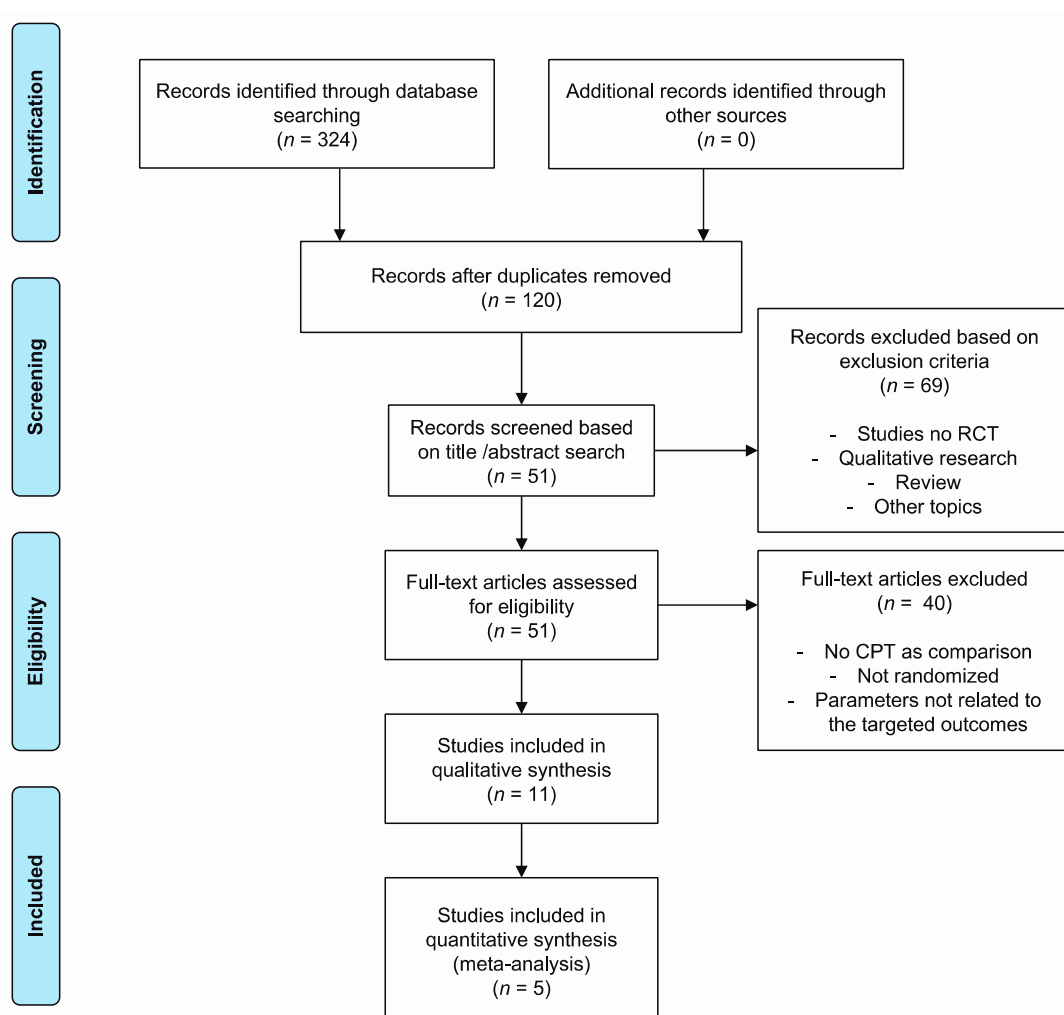 Identification
Records identified through database
searching
(n = 324)
Additional records identified through
other sources
(n = 0)
Records after duplicates removed
(n = 120)
Screening
Records screened based
on title /abstract search
(n = 51)
Records excluded based on
exclusion criteria
(n = 69)
- Studies no RCT
- Qualitative research
- Review
- Other topics
Eligibility
Full-text articles assessed
for eligibility
(n = 51)
Full-text articles excluded
(n = 40)
- No CPT as comparison
- Not randomized
- Parameters not related to
the targeted outcomes
Studies included in
qualitative synthesis
(n = 11)
Included
Studies included in
quantitative synthesis
(meta-analysis)
(n = 5)